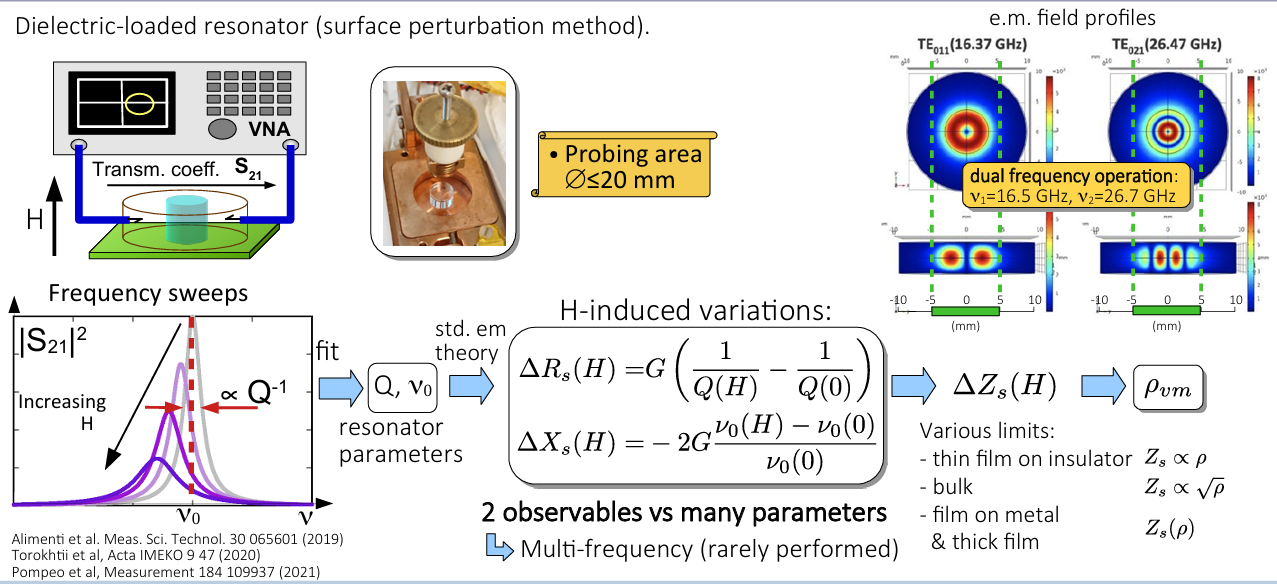 Dielectric-loaded resonator (surface perturbation method).
e.m. field profiles
TE₀₁₁(16.37 GHz)
TE₀₂₁(26.47 GHz)
VNA
Transm. coeff. S₂₁
H
• Probing area
∅≤20 mm
dual frequency operation:
ν₁=16.5 GHz, ν₂=26.7 GHz
-10 -5 0 5 10
(mm)
-10 -5 0 5 10
(mm)
Frequency sweeps
|S₂₁|²
Increasing
H
∝ Q⁻¹
ν₀
ν
fit
Q, ν₀
resonator
parameters
std. em
theory
H-induced variations:
ΔRₛ(H) =G ( 1/Q(H) − 1/Q(0) )
ΔXₛ(H) = − 2G (ν₀(H) − ν₀(0))/ν₀(0)
2 observables vs many parameters
Multi-frequency (rarely performed)
ΔZₛ(H)
ρᵥₘ
Various limits:
- thin film on insulator Zₛ ∝ ρ
- bulk Zₛ ∝ √ρ
- film on metal
& thick film Zₛ(ρ)
Alimenti et al. Meas. Sci. Technol. 30 065601 (2019)
Torokhtii et al, Acta IMEKO 9 47 (2020)
Pompeo et al, Measurement 184 109937 (2021)